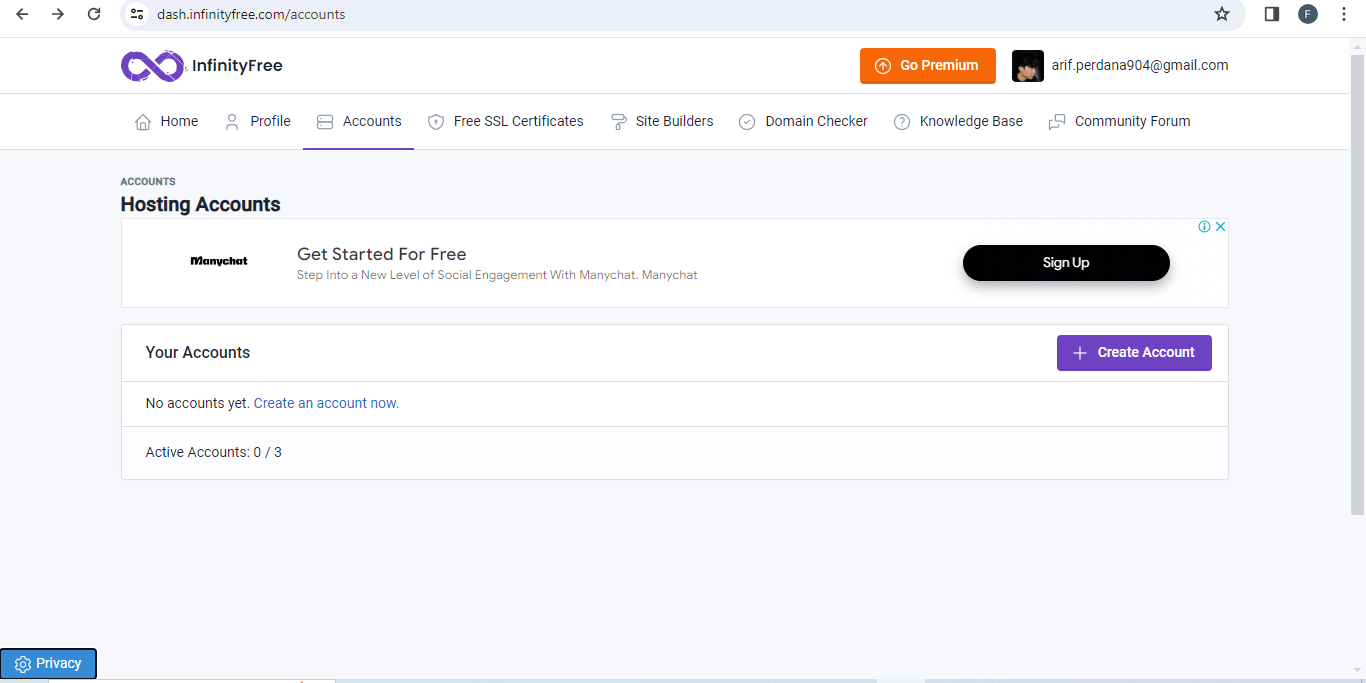 dash.infinityfree.com/accounts
F
InfinityFree
Go Premium
arif.perdana904@gmail.com
Home Profile Accounts Free SSL Certificates Site Builders Domain Checker Knowledge Base Community Forum
ACCOUNTS
Hosting Accounts
Manychat
Get Started For Free
Step Into a New Level of Social Engagement With Manychat. Manychat
Sign Up
Your Accounts
Create Account
No accounts yet. Create an account now.
Active Accounts: 0 / 3
Privacy